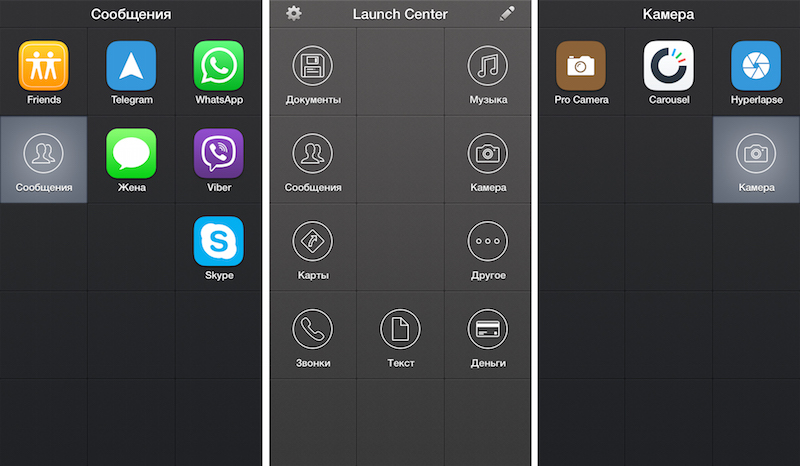 Сообщения
Friends
Telegram
WhatsApp
Сообщения
Жена
Viber
Skype
Launch Center
Документы
Музыка
Сообщения
Камера
Карты
Другое
Звонки
Текст
Деньги
Камера
Pro Camera
Carousel
Hyperlapse
Камера